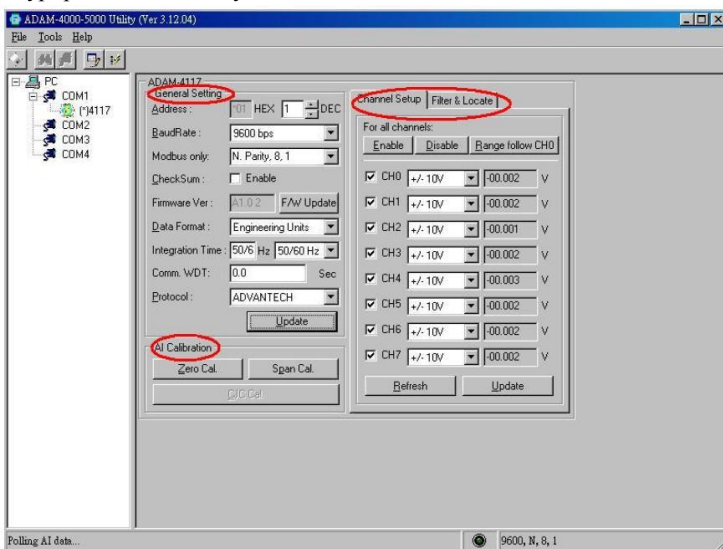 ADAM-4000-5000 Utility (Ver 3.12.04)
File Tools Help
PC
COM1
(*)4117
COM2
COM3
COM4
ADAM-4117
General Setting
Address : 01 HEX 1 DEC
BaudRate : 9600 bps
Modbus only: N. Parity, 8, 1
CheckSum : Enable
Firmware Ver : A1.0 2 F/W Update
Data Format : Engineering Units
Integration Time : 50/6 Hz 50/60 Hz
Comm. WDT: 0.0 Sec
Protocol : ADVANTECH
Update
AI Calibration
Zero Cal. Span Cal.
CJC Cal
Channel Setup Filter & Locate
For all channels:
Enable Disable Range follow CH0
CH0 +/- 10V -00.002 V
CH1 +/- 10V -00.002 V
CH2 +/- 10V -00.001 V
CH3 +/- 10V -00.002 V
CH4 +/- 10V -00.003 V
CH5 +/- 10V -00.002 V
CH6 +/- 10V -00.002 V
CH7 +/- 10V -00.002 V
Refresh Update
Polling AI data... 9600, N, 8, 1